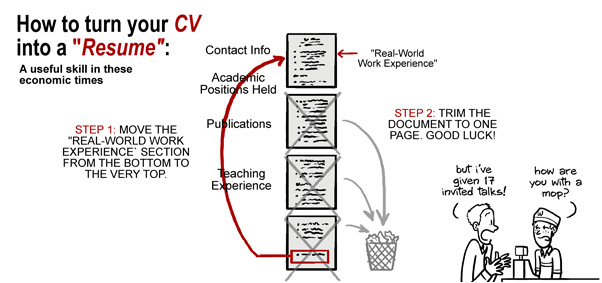 How to turn your CV
into a "Resume":
A useful skill in these
economic times
Contact Info
"Real-World
Work Experience"
Academic
Positions Held
STEP 1: MOVE THE
"REAL-WORLD WORK
EXPERIENCE` SECTION
FROM THE BOTTOM TO
THE VERY TOP.
Publications
STEP 2: TRIM THE
DOCUMENT TO ONE
PAGE. GOOD LUCK!
Teaching
Experience
but i've
given 17
invited talks!
how are
you with a
mop?